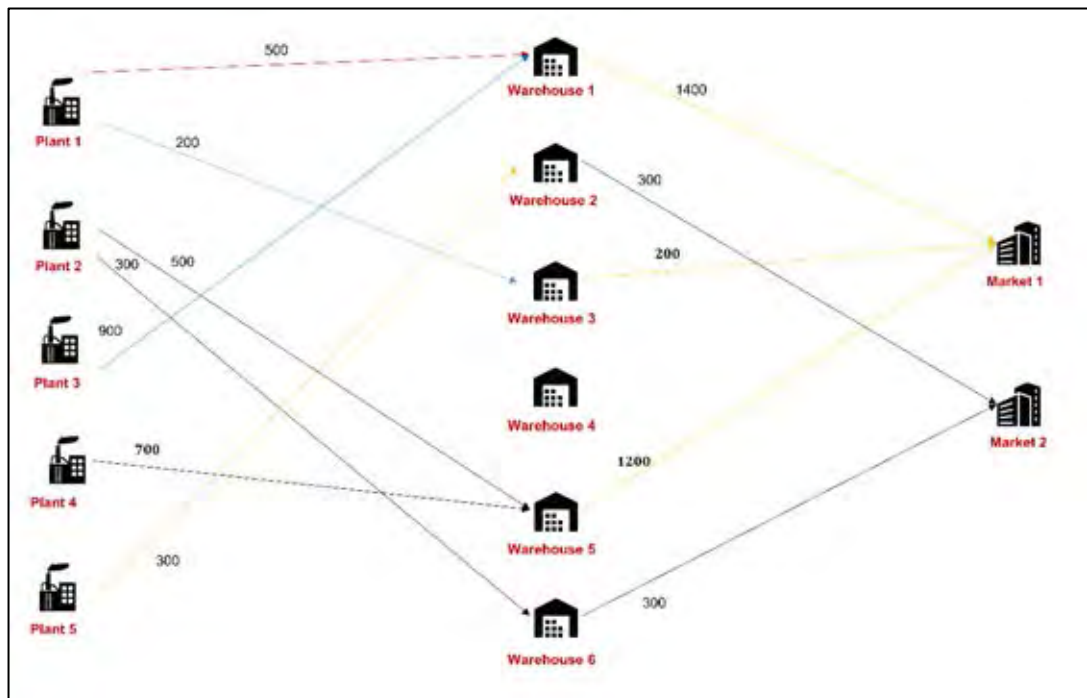 500
Warehouse 1
1400
Plant 1
200
Warehouse 2
300
Plant 2
300
500
200
Market 1
Warehouse 3
900
Plant 3
Warehouse 4
Market 2
700
1200
Plant 4
Warehouse 5
300
300
Plant 5
Warehouse 6